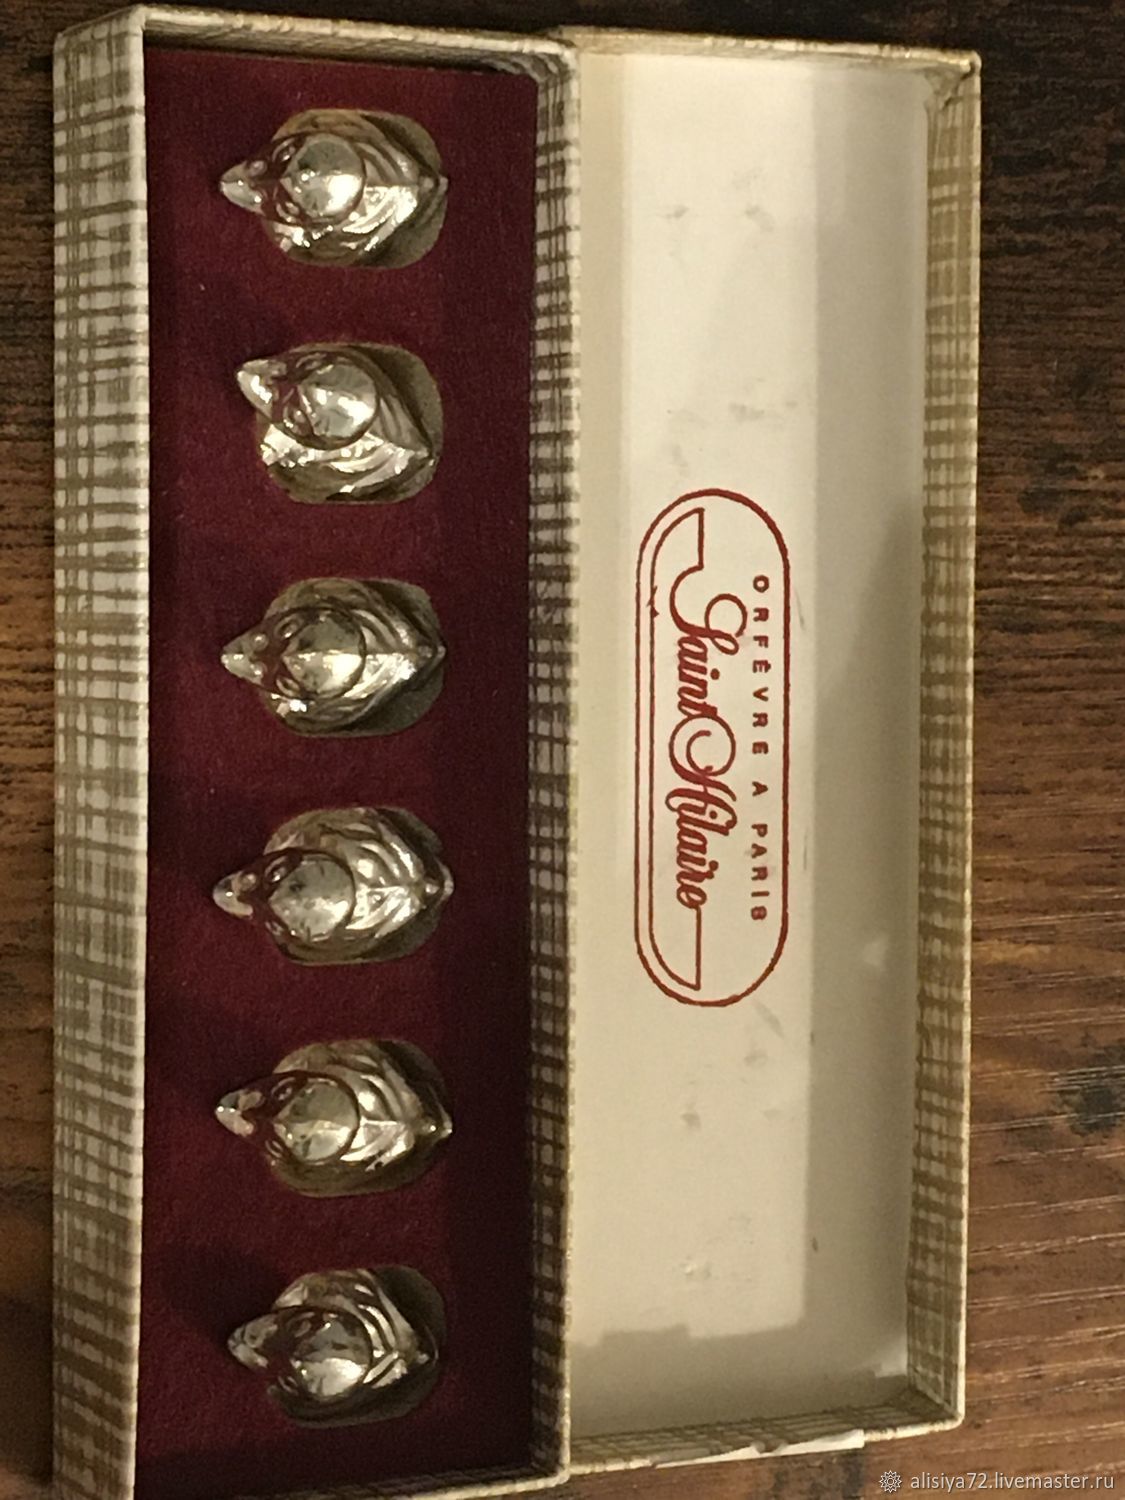 ORFÈVRE A PARIS
Saint Hilaire
alisiya72.livemaster.ru